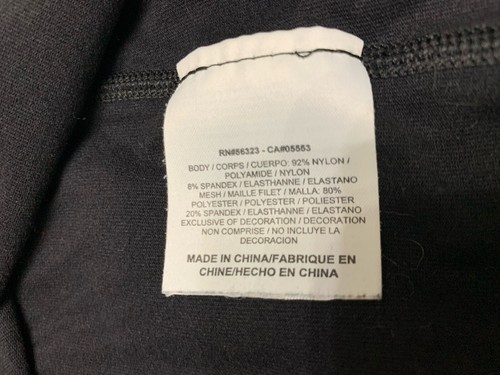 RN#56323 - CA#05553
BODY / CORPS / CUERPO: 92% NYLON /
POLYAMIDE / NYLON
8% SPANDEX / ELASTHANNE / ELASTANO
MESH / MAILLE FILET / MALLA: 80%
POLYESTER / POLYESTER / POLIESTER
20% SPANDEX / ELASTHANNE / ELASTANO
EXCLUSIVE OF DECORATION / DECORATION
NON COMPRISE / NO INCLUYE LA
DECORACION
MADE IN CHINA/FABRIQUE EN
CHINE/HECHO EN CHINA